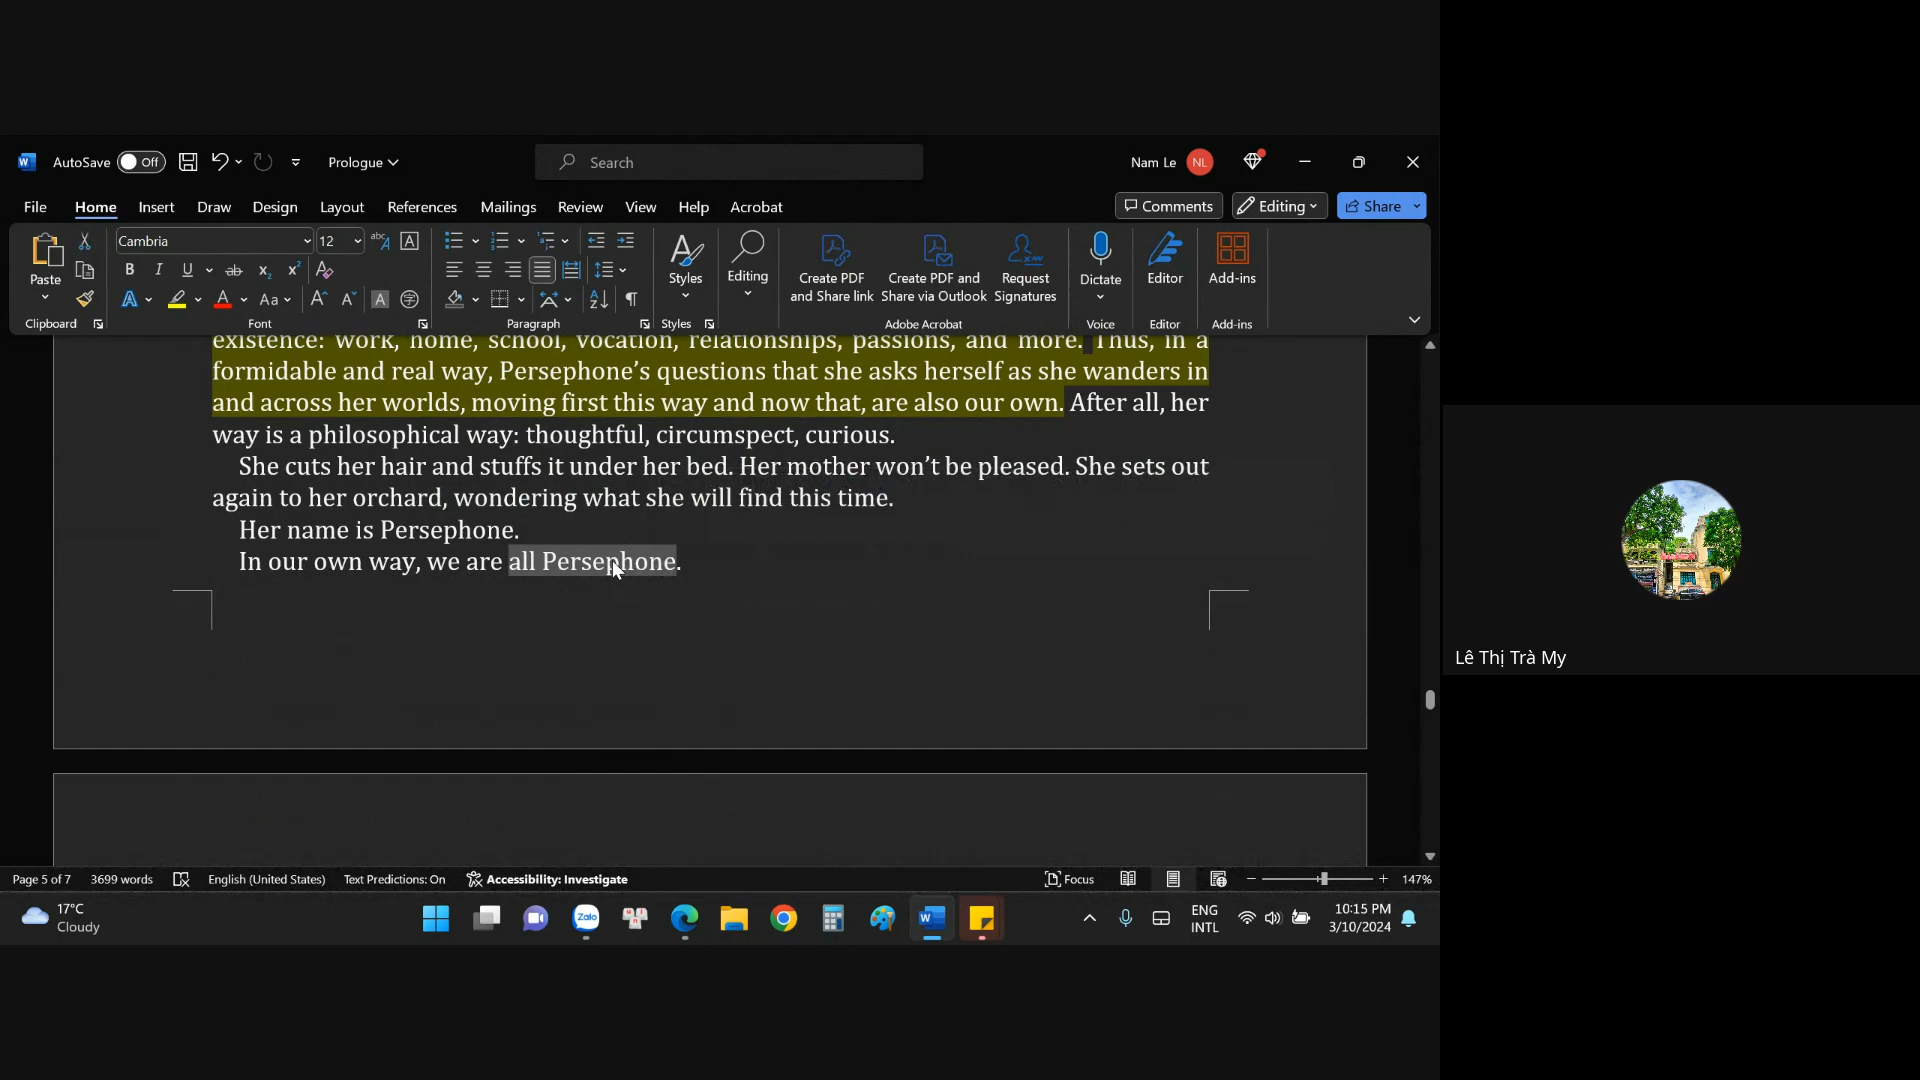 AutoSave
Off
Prologue
Search
Nam Le
NL
File
Home
Insert
Draw
Design
Layout
References
Mailings
Review
View
Help
Acrobat
Comments
Editing
Share
Paste
Clipboard
Cambria
12
Font
Paragraph
Styles
Styles
Editing
Create PDF
and Share link
Create PDF and
Share via Outlook
Request
Signatures
Adobe Acrobat
Dictate
Voice
Editor
Editor
Add-ins
Add-ins
existence: work, home, school, vocation, relationships, passions, and more. Thus, in a
formidable and real way, Persephone’s questions that she asks herself as she wanders in
and across her worlds, moving first this way and now that, are also our own. After all, her
way is a philosophical way: thoughtful, circumspect, curious.
She cuts her hair and stuffs it under her bed. Her mother won’t be pleased. She sets out
again to her orchard, wondering what she will find this time.
Her name is Persephone.
In our own way, we are all Persephone.
Lê Thị Trà My
Page 5 of 7
3699 words
English (United States)
Text Predictions: On
Accessibility: Investigate
Focus
147%
17°C
Cloudy
Zalo
ENG
INTL
10:15 PM
3/10/2024